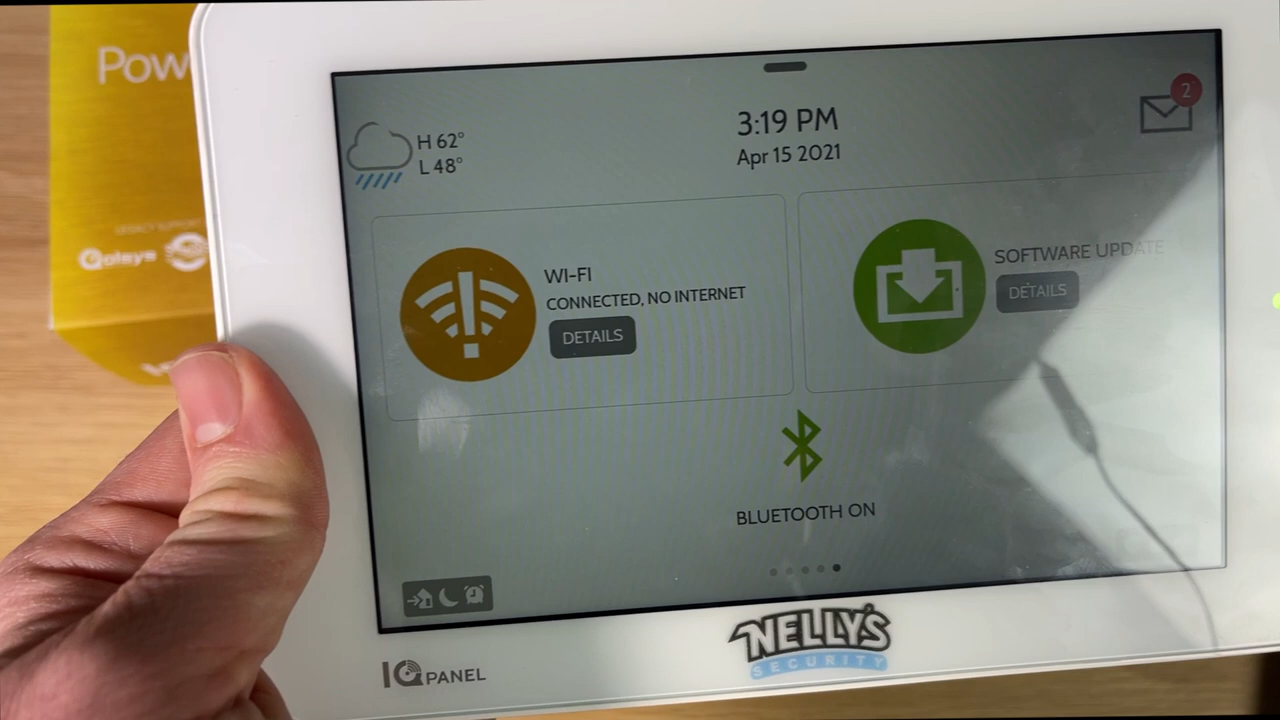 Pow
Qolsys
H 62°
L 48°
3:19 PM
Apr 15 2021
2
WI-FI
CONNECTED, NO INTERNET
DETAILS
SOFTWARE UPDATE
DETAILS
BLUETOOTH ON
IQ PANEL
NELLY'S
SECURITY